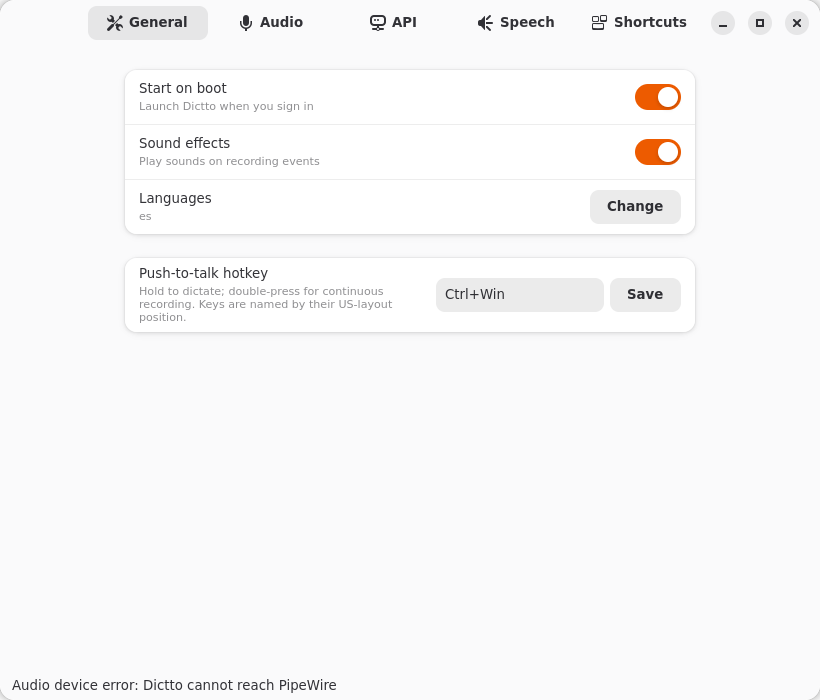 General
Audio
API
Speech
Shortcuts
Start on boot
Launch Dictto when you sign in
Sound effects
Play sounds on recording events
Languages
es
Change
Push-to-talk hotkey
Hold to dictate; double-press for continuous
recording. Keys are named by their US-layout
position.
Ctrl+Win
Save
Audio device error: Dictto cannot reach PipeWire